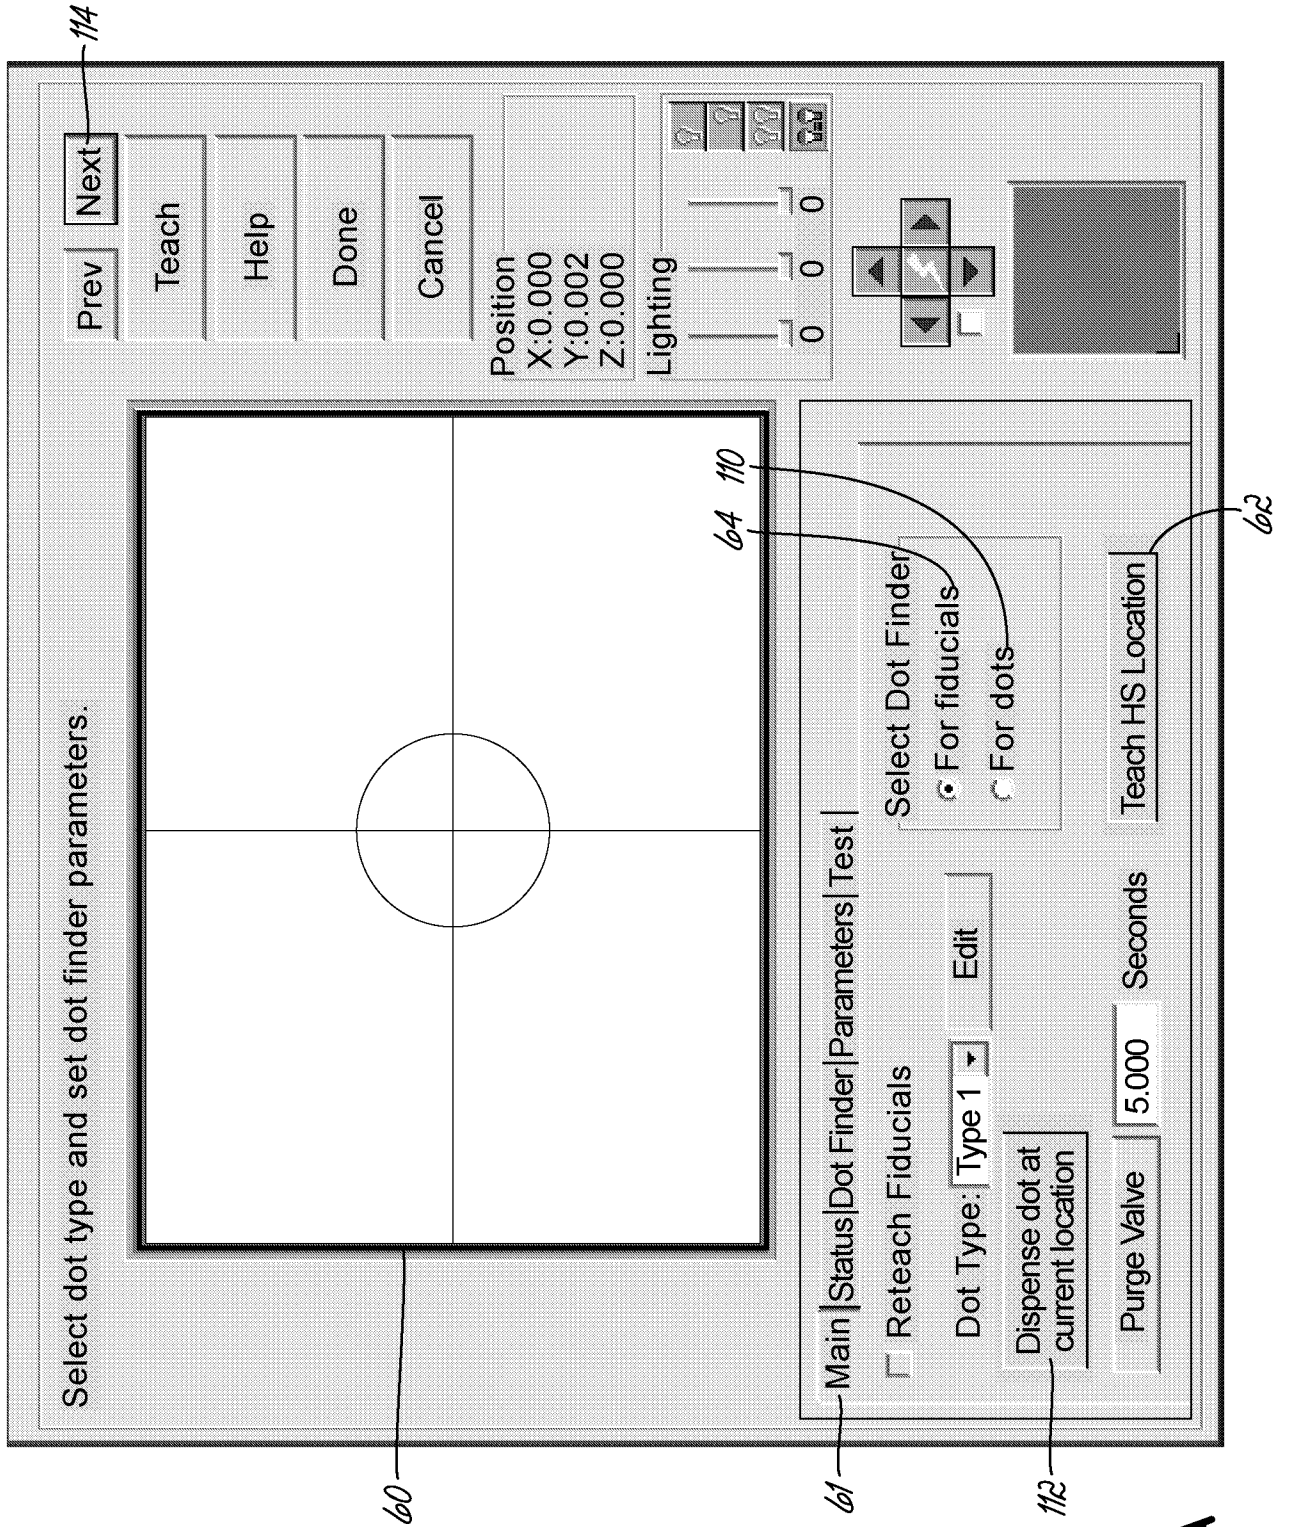 114
Select dot type and set dot finder parameters.
Prev
Next
Teach
Help
Done
Cancel
Position
X:0.000
Y:0.002
Z:0.000
Lighting
0
0
0
60
61
Main
Status
Dot Finder
Parameters
Test
Reteach Fiducials
Dot Type:
Type 1
Edit
Dispense dot at
current location
112
Purge Valve
5.000
Seconds
Select Dot Finder
For fiducials
64
For dots
110
Teach HS Location
62